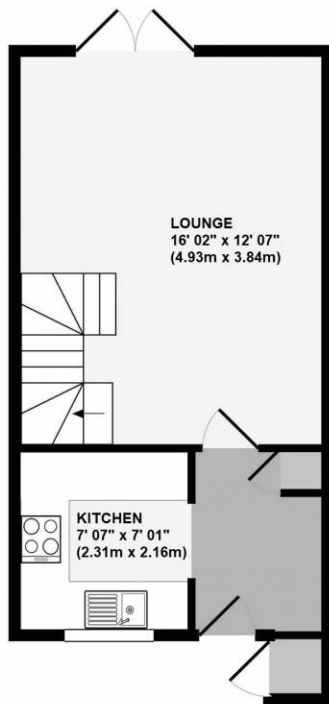 LOUNGE
16' 02" x 12' 07"
(4.93m x 3.84m)
KITCHEN
7' 07" x 7' 01"
(2.31m x 2.16m)